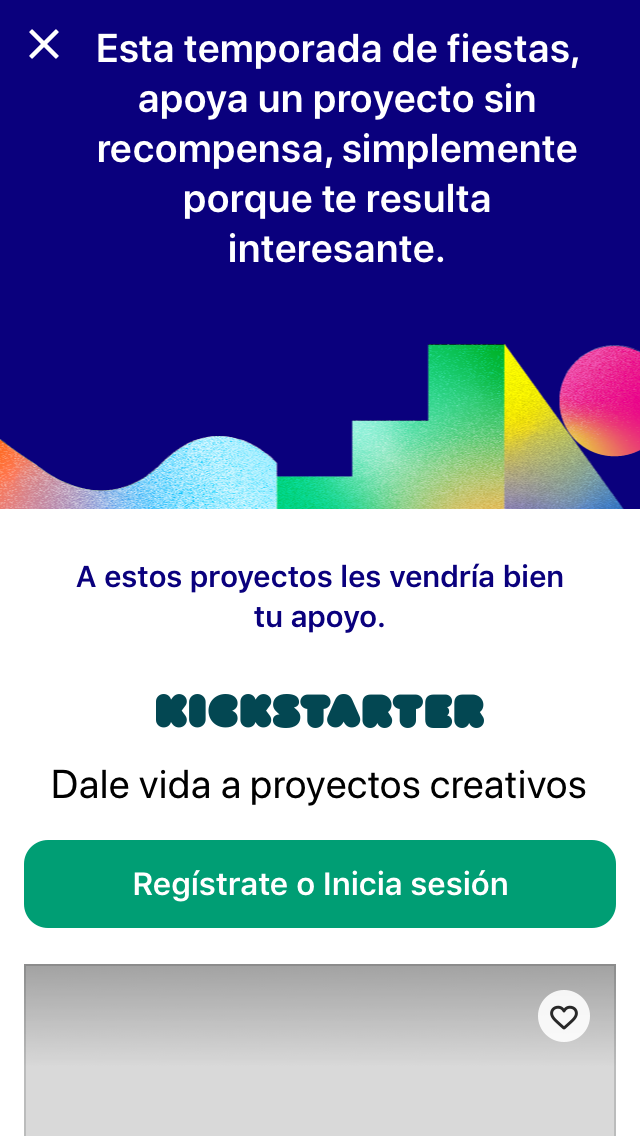 Esta temporada de fiestas,
apoya un proyecto sin
recompensa, simplemente
porque te resulta
interesante.
A estos proyectos les vendría bien
tu apoyo.
KICKSTARTER
Dale vida a proyectos creativos
Regístrate o Inicia sesión